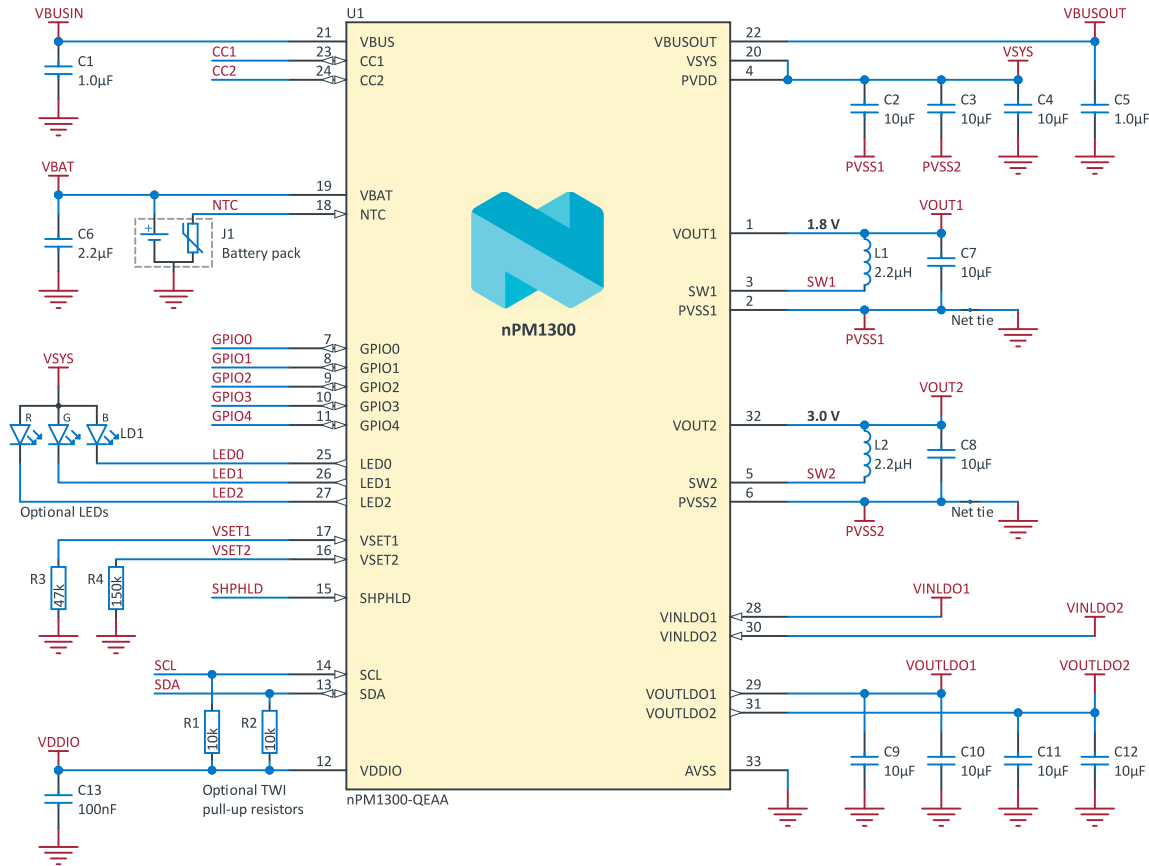 U1
VBUSIN
C1
1.0µF
21
VBUS
CC1
23
CC1
CC2
24
CC2
VBAT
C6
2.2µF
19
VBAT
NTC
18
NTC
+
J1
Battery pack
GPIO0
7
GPIO0
GPIO1
8
GPIO1
GPIO2
9
GPIO2
GPIO3
10
GPIO3
GPIO4
11
GPIO4
VSYS
R
G
B
LD1
LED0
25
LED0
LED1
26
LED1
LED2
27
LED2
Optional LEDs
VSET1
17
VSET1
VSET2
16
VSET2
R3
47k
R4
150k
SHPHLD
15
SHPHLD
SCL
14
SCL
SDA
13
SDA
R1
10k
R2
10k
VDDIO
12
VDDIO
C13
100nF
Optional TWI
pull-up resistors
nPM1300
nPM1300-QEAA
VBUSOUT
22
VBUSOUT
VSYS
20
VSYS
PVDD
4
C2
10µF
PVSS1
C3
10µF
PVSS2
C4
10µF
C5
1.0µF
VOUT1
1
1.8 V
VOUT1
L1
2.2µH
C7
10µF
SW1
3
SW1
PVSS1
2
PVSS1
Net tie
VOUT2
32
3.0 V
VOUT2
L2
2.2µH
C8
10µF
SW2
5
SW2
PVSS2
6
PVSS2
Net tie
VINLDO1
28
VINLDO1
VINLDO2
30
VINLDO2
VOUTLDO1
29
VOUTLDO1
VOUTLDO2
31
VOUTLDO2
C9
10µF
C10
10µF
C11
10µF
C12
10µF
AVSS
33